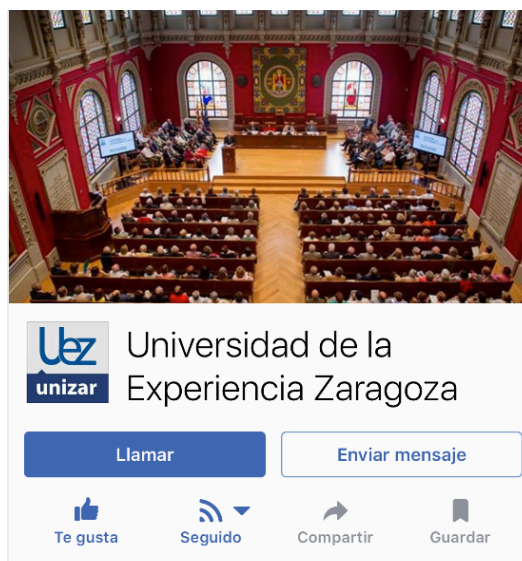 Uez
unizar
Universidad de la
Experiencia Zaragoza
Llamar
Enviar mensaje
Te gusta
Seguido
Compartir
Guardar